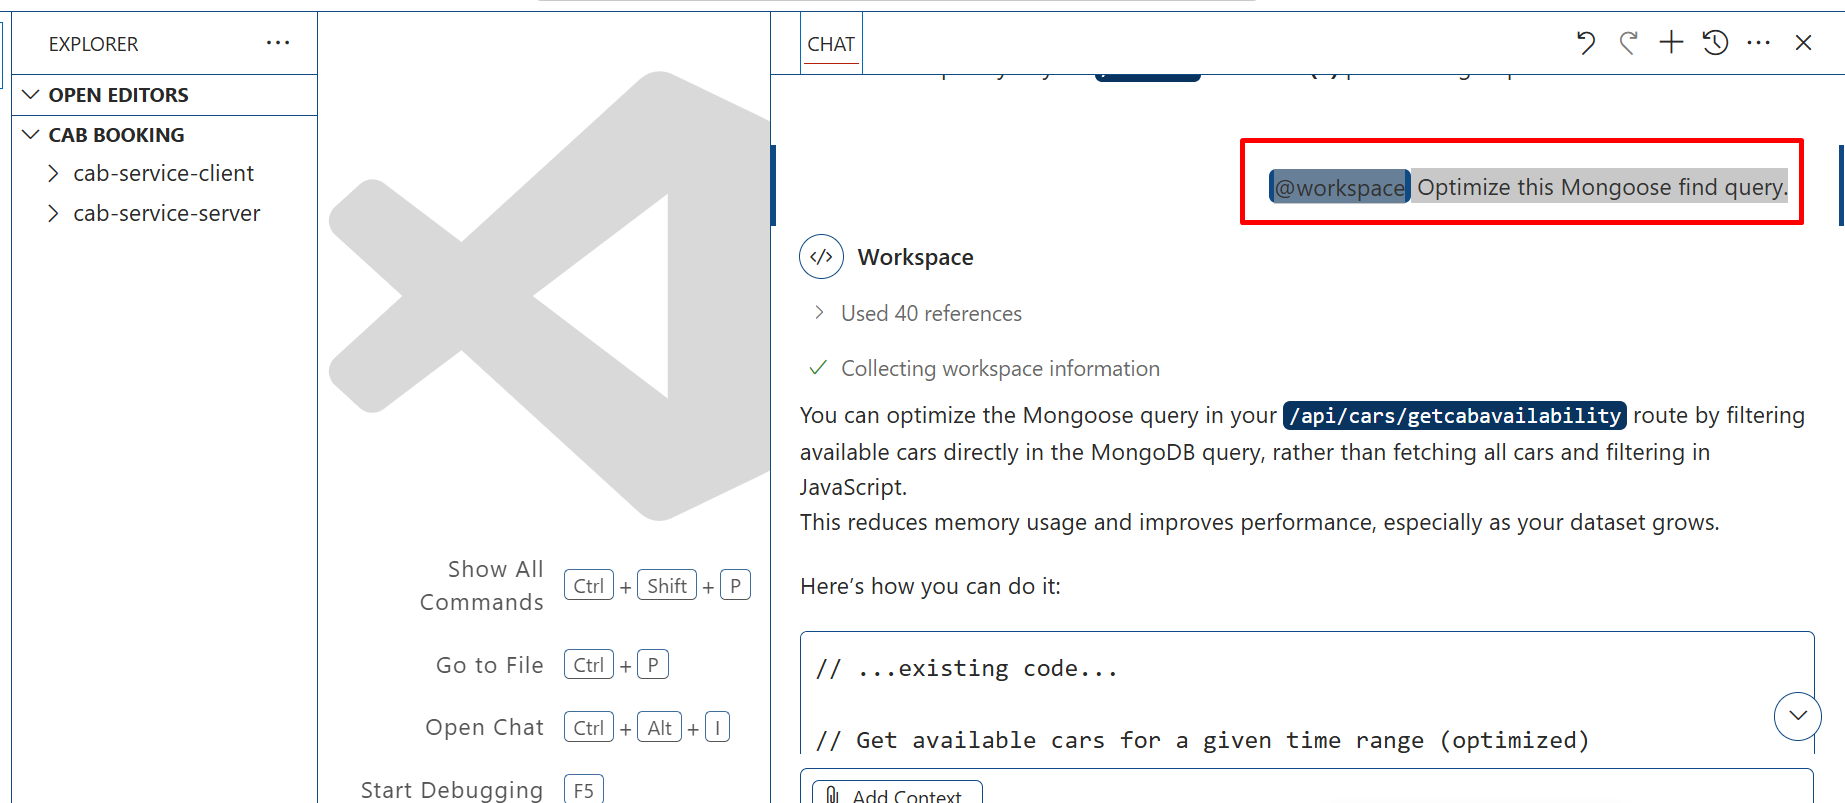 EXPLORER
OPEN EDITORS
CAB BOOKING
cab-service-client
cab-service-server
Show All
Commands
Ctrl + Shift + P
Go to File
Ctrl + P
Open Chat
Ctrl + Alt + I
Start Debugging
F5
CHAT
@workspace Optimize this Mongoose find query.
</> Workspace
Used 40 references
Collecting workspace information
You can optimize the Mongoose query in your /api/cars/getcabavailability route by filtering
available cars directly in the MongoDB query, rather than fetching all cars and filtering in
JavaScript.
This reduces memory usage and improves performance, especially as your dataset grows.
Here's how you can do it:
// ...existing code...
// Get available cars for a given time range (optimized)
Add Context